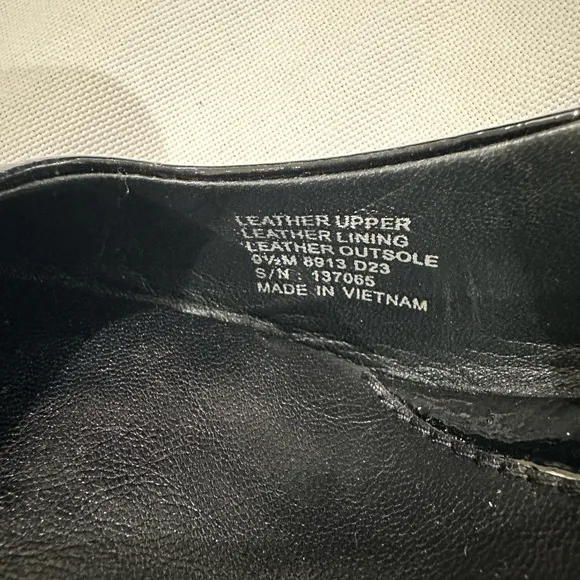 LEATHER UPPER
LEATHER LINING
LEATHER OUTSOLE
9½M 8913 D23
S/N : 137065
MADE IN VIETNAM